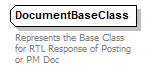 DocumentBaseClass
Represents the Base Class
for RTL Response of Posting
or PM Doc